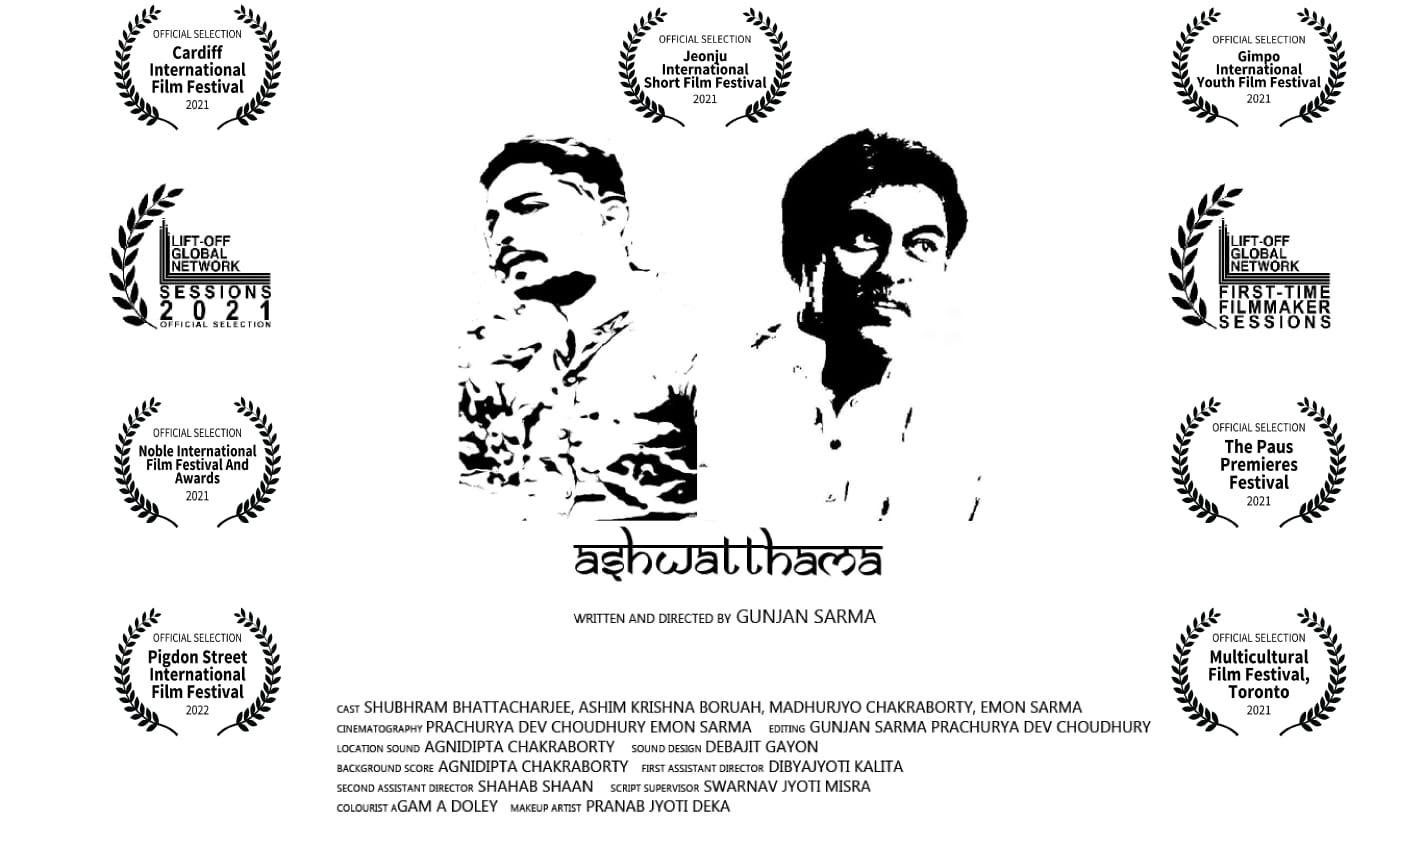 OFFICIAL SELECTION
Cardiff
International
Film Festival
2021
OFFICIAL SELECTION
Jeonju
International
Short Film Festival
2021
OFFICIAL SELECTION
Gimpo
International
Youth Film Festival
2021
LIFT-OFF
GLOBAL
NETWORK
SESSIONS
2021
OFFICIAL SELECTION
LIFT-OFF
GLOBAL
NETWORK
FIRST-TIME
FILMMAKER
SESSIONS
OFFICIAL SELECTION
Noble International
Film Festival And
Awards
2021
OFFICIAL SELECTION
The Paus
Premieres
Festival
2021
ashwatthama
WRITTEN AND DIRECTED BY GUNJAN SARMA
OFFICIAL SELECTION
Pigdon Street
International
Film Festival
2022
OFFICIAL SELECTION
Multicultural
Film Festival,
Toronto
2021
CAST SHUBHRAM BHATTACHARJEE, ASHIM KRISHNA BORUAH, MADHURJYO CHAKRABORTY, EMON SARMA
CINEMATOGRAPHY PRACHURYA DEV CHOUDHURY EMON SARMA EDITING GUNJAN SARMA PRACHURYA DEV CHOUDHURY
LOCATION SOUND AGNIDIPTA CHAKRABORTY SOUND DESIGN DEBAJIT GAYON
BACKGROUND SCORE AGNIDIPTA CHAKRABORTY FIRST ASSISTANT DIRECTOR DIBYAJYOTI KALITA
SECOND ASSISTANT DIRECTOR SHAHAB SHAAN SCRIPT SUPERVISOR SWARNAV JYOTI MISRA
COLOURIST AGAM A DOLEY MAKEUP ARTIST PRANAB JYOTI DEKA